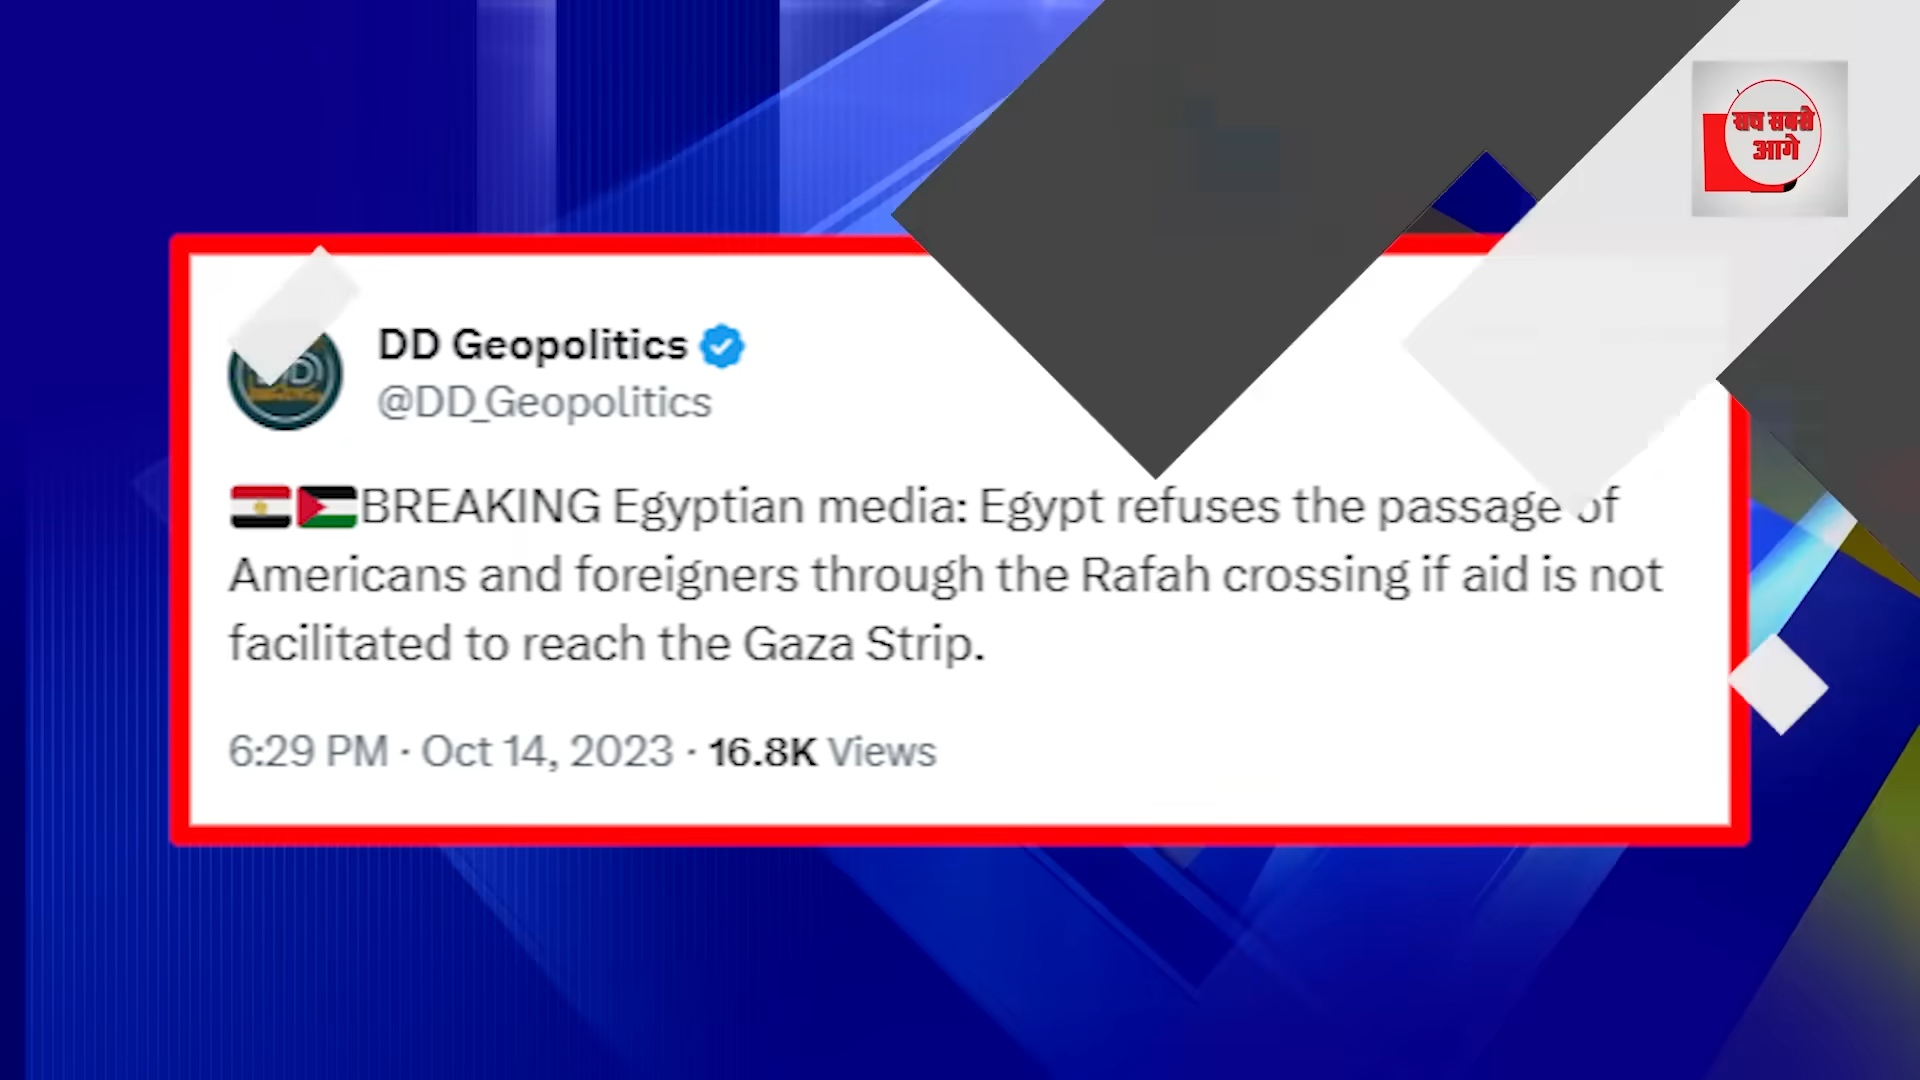 सच सबसे
आगे
DD Geopolitics
@DD_Geopolitics
BREAKING Egyptian media: Egypt refuses the passage of
Americans and foreigners through the Rafah crossing if aid is not
facilitated to reach the Gaza Strip.
6:29 PM · Oct 14, 2023 · 16.8K Views